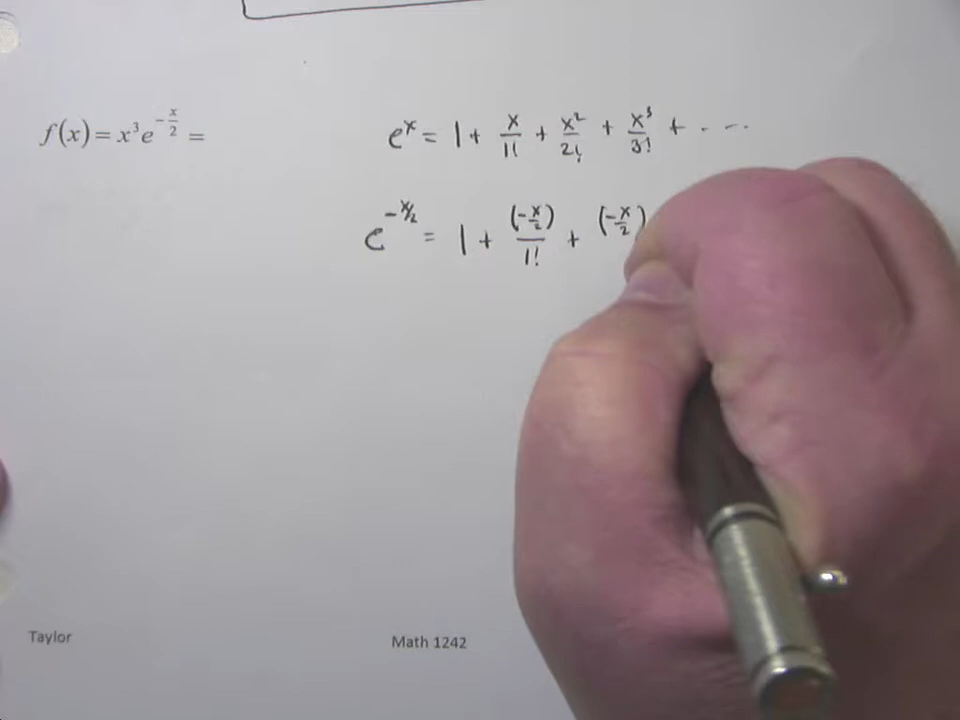 f(x) = x³e^{-x/2} =
e^x = 1 + x/1! + x²/2! + x³/3! + ....
e^{-x/2} = 1 + (-x/2)/1! + (-x/2)
Taylor
Math 1242